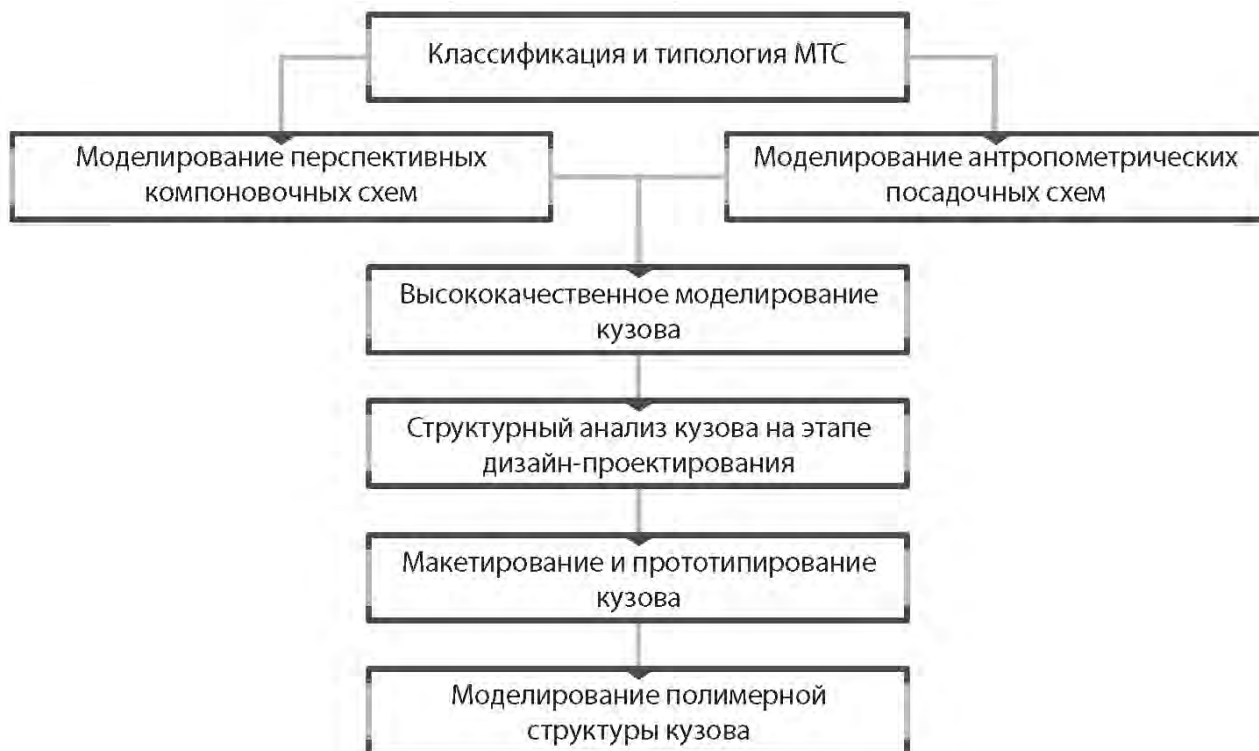 Классификация и типология МТС
Моделирование перспективных
компоновочных схем
Моделирование антропометрических
посадочных схем
Высококачественное моделирование
кузова
Структурный анализ кузова на этапе
дизайн-проектирования
Макетирование и прототипирование
кузова
Моделирование полимерной
структуры кузова